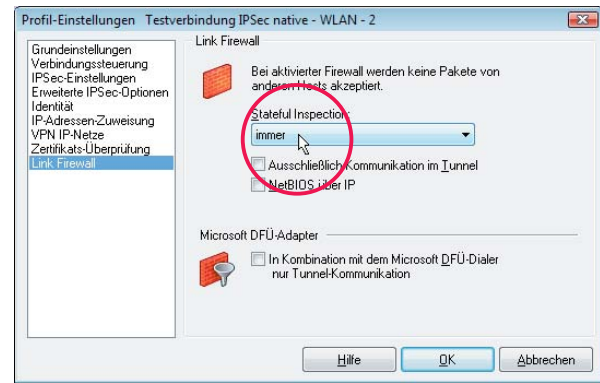 Profil-Einstellungen Testverbindung IPSec native - WLAN - 2
Grundeinstellungen
Verbindungssteuerung
IPSec-Einstellungen
Erweiterte IPSec-Optionen
Identität
IP-Adressen-Zuweisung
VPN IP-Netze
Zertifikats-Überprüfung
Link Firewall
Link Firewall
Bei aktivierter Firewall werden keine Pakete von
anderen Hosts akzeptiert.
Stateful Inspection:
immer
Ausschließlich Kommunikation im Tunnel
NetBIOS über IP
Microsoft DFÜ-Adapter
In Kombination mit dem Microsoft DFÜ-Dialer
nur Tunnel-Kommunikation
Hilfe
OK
Abbrechen